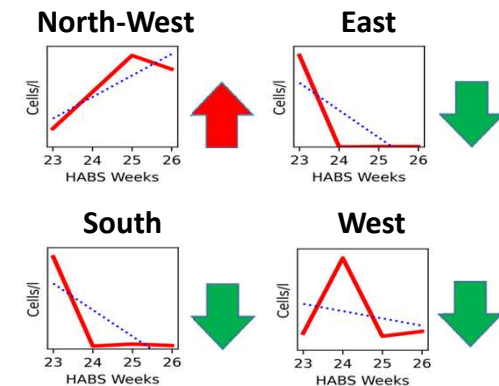 North-West
Cells/l
23 24 25 26
HABS Weeks
East
Cells/l
23 24 25 26
HABS Weeks
South
Cells/l
23 24 25 26
HABS Weeks
West
Cells/l
23 24 25 26
HABS Weeks